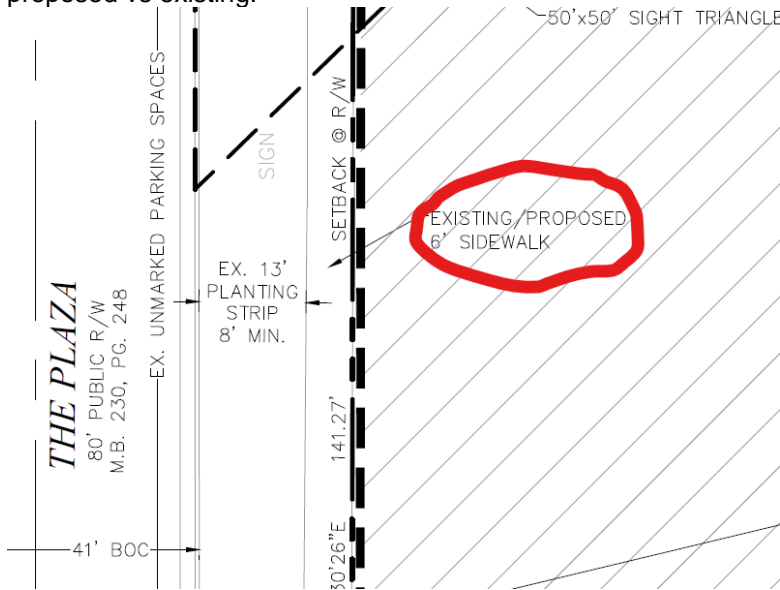 proposed vs existing.
50'x50' SIGHT TRIANGLE
EX. UNMARKED PARKING SPACES
SIGN
SETBACK @ R/W
EXISTING/PROPOSED
6' SIDEWALK
EX. 13'
PLANTING
STRIP
8' MIN.
THE PLAZA
80' PUBLIC R/W
M.B. 230, PG. 248
141.27'
30'26"E
41' BOC